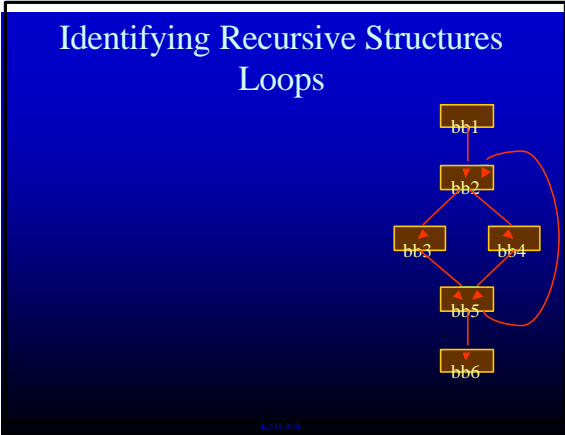 Identifying Recursive Structures
Loops
bb1
bb2
bb3 bb4
bb5
bb6